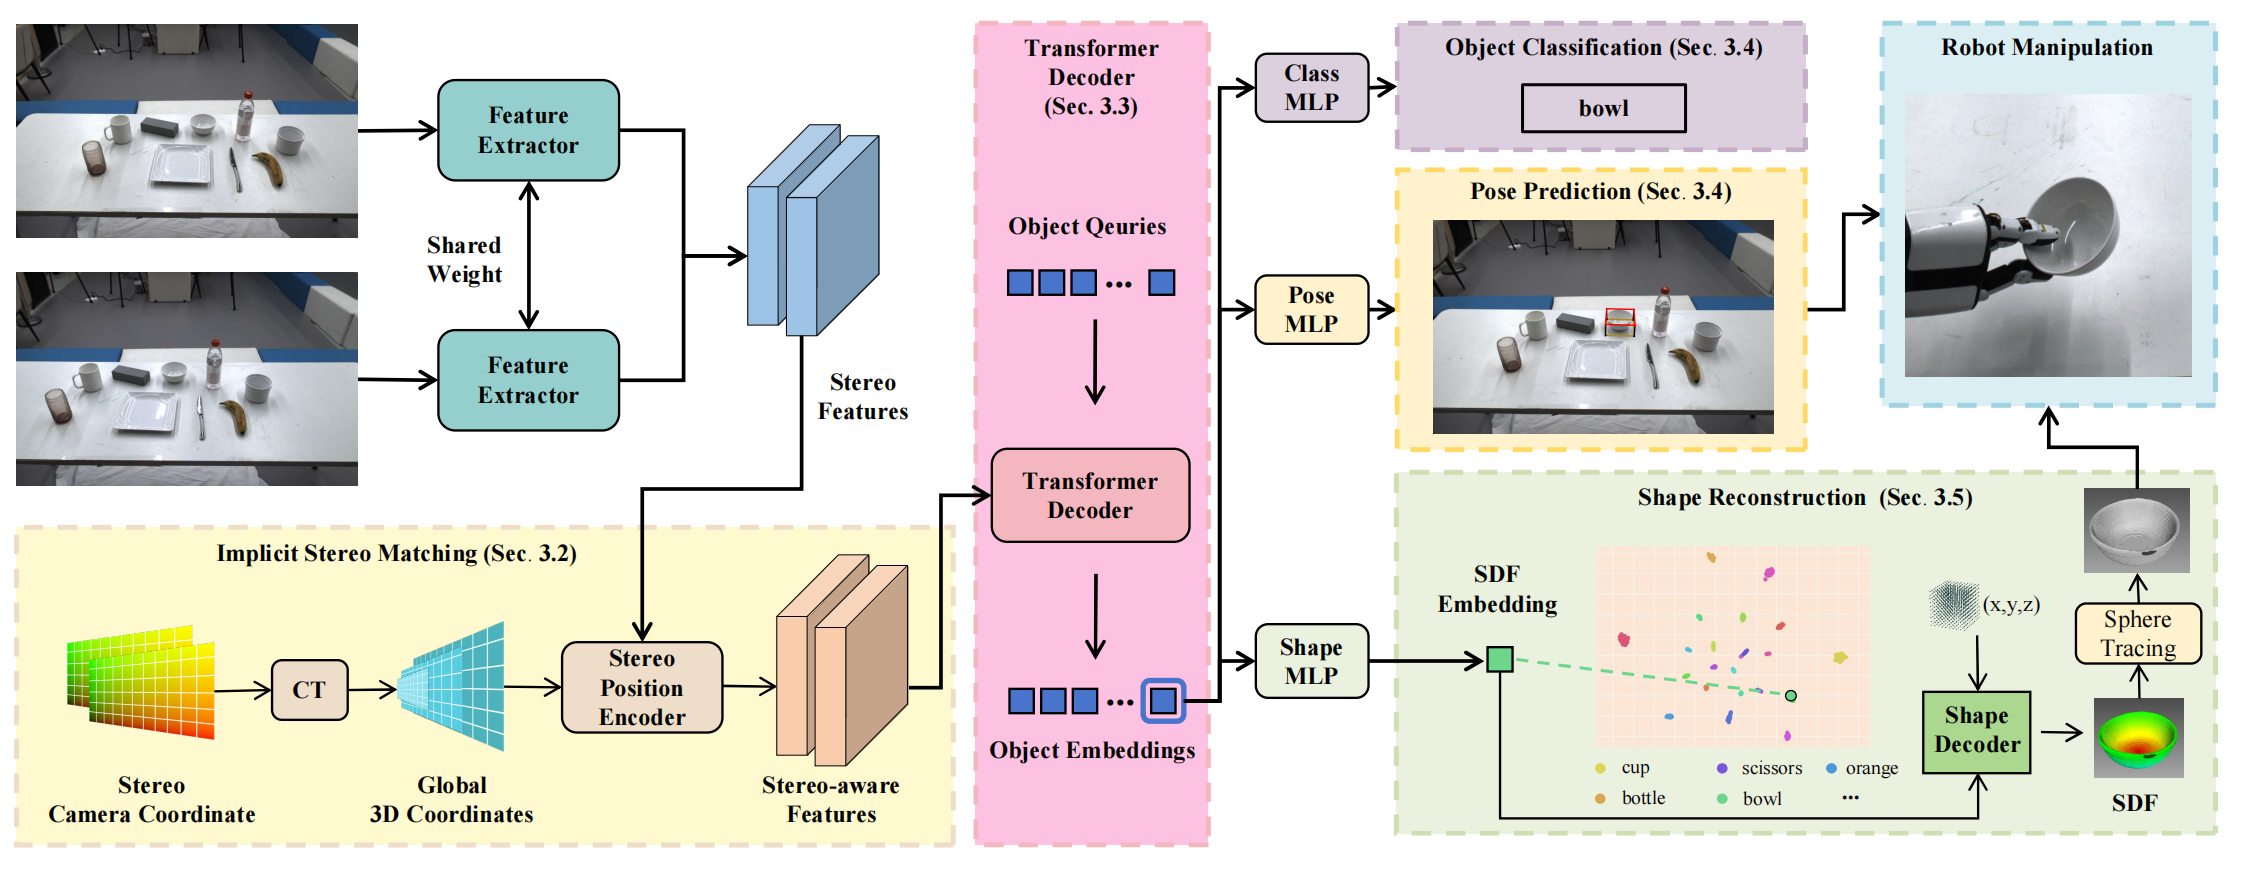 Feature
Extractor
Shared
Weight
Feature
Extractor
Stereo
Features
Implicit Stereo Matching (Sec. 3.2)
CT
Stereo
Position
Encoder
Stereo
Camera Coordinate
Global
3D Coordinates
Stereo-aware
Features
Transformer
Decoder
(Sec. 3.3)
Object Qeuries
...
Transformer
Decoder
...
Object Embeddings
Class
MLP
Pose
MLP
Shape
MLP
Object Classification (Sec. 3.4)
bowl
Pose Prediction (Sec. 3.4)
Robot Manipulation
Shape Reconstruction (Sec. 3.5)
SDF
Embedding
cup
scissors
orange
bottle
bowl
...
(x,y,z)
Shape
Decoder
Sphere
Tracing
SDF